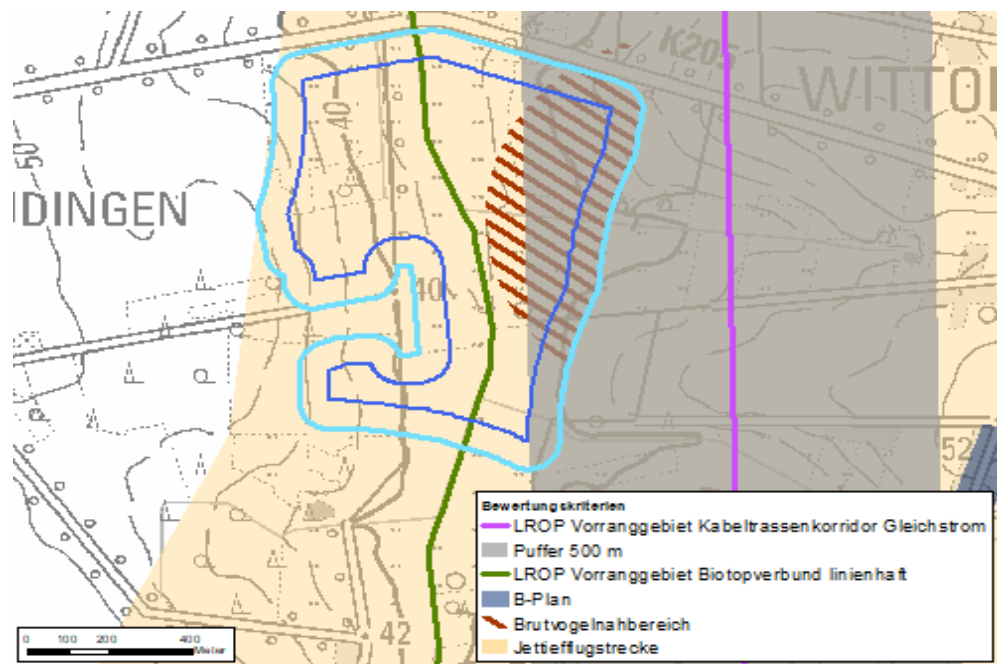 K205
WITTO
50
40
DINGEN
40
52
42
Bewertungskriterien
LROP Vorranggebiet Kabeltrassenkorridor Gleichstrom
Puffer 500 m
LROP Vorranggebiet Biotopverbund linienhaft
B-Plan
Brutvogelnahbereich
Jettiefflugstrecke
0 100 200 400
Meter